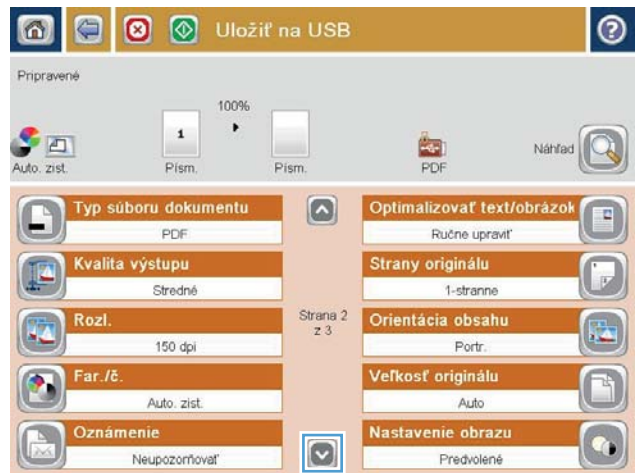 Uložiť na USB
Pripravené
100%
1
Auto. zist.
Písm.
Písm.
PDF
Náhľad
Typ súboru dokumentu
PDF
Kvalita výstupu
Stredné
Rozl.
150 dpi
Far./č.
Auto. zist.
Oznámenie
Neupozorňovať
Strana 2
z 3
Optimalizovať text/obrázok
Ručne upraviť
Strany originálu
1-stranne
Orientácia obsahu
Portr.
Veľkosť originálu
Auto
Nastavenie obrazu
Predvolené